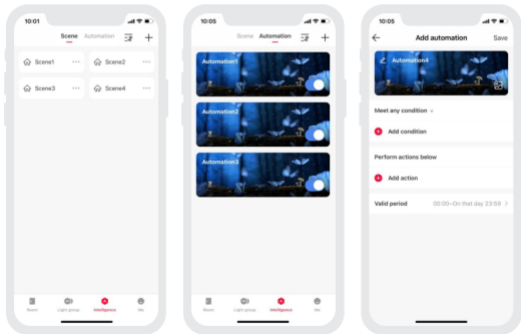 10:01
Scene Automation
Scene1 ...
Scene2 ...
Scene3 ...
Scene4 ...
Room Light group Intelligence Me
10:05
Scene Automation
Automation1
Automation2
Automation3
Room Light group Intelligence Me
10:05
Add automation Save
Automation4
Meet any condition
Add condition
Perform actions below
Add action
Valid period 00:00~On that day 23:59